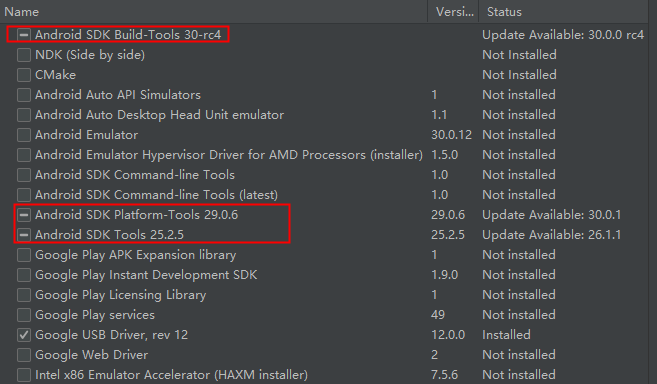 Name Versi... Status
Android SDK Build-Tools 30-rc4 Update Available: 30.0.0 rc4
NDK (Side by side) Not Installed
CMake Not Installed
Android Auto API Simulators 1 Not installed
Android Auto Desktop Head Unit emulator 1.1 Not installed
Android Emulator 30.0.12 Not installed
Android Emulator Hypervisor Driver for AMD Processors (installer) 1.5.0 Not installed
Android SDK Command-line Tools 1.0 Not installed
Android SDK Command-line Tools (latest) 1.0 Not installed
Android SDK Platform-Tools 29.0.6 29.0.6 Update Available: 30.0.1
Android SDK Tools 25.2.5 25.2.5 Update Available: 26.1.1
Google Play APK Expansion library 1 Not installed
Google Play Instant Development SDK 1.9.0 Not installed
Google Play Licensing Library 1 Not installed
Google Play services 49 Not installed
Google USB Driver, rev 12 12.0.0 Installed
Google Web Driver 2 Not installed
Intel x86 Emulator Accelerator (HAXM installer) 7.5.6 Not installed